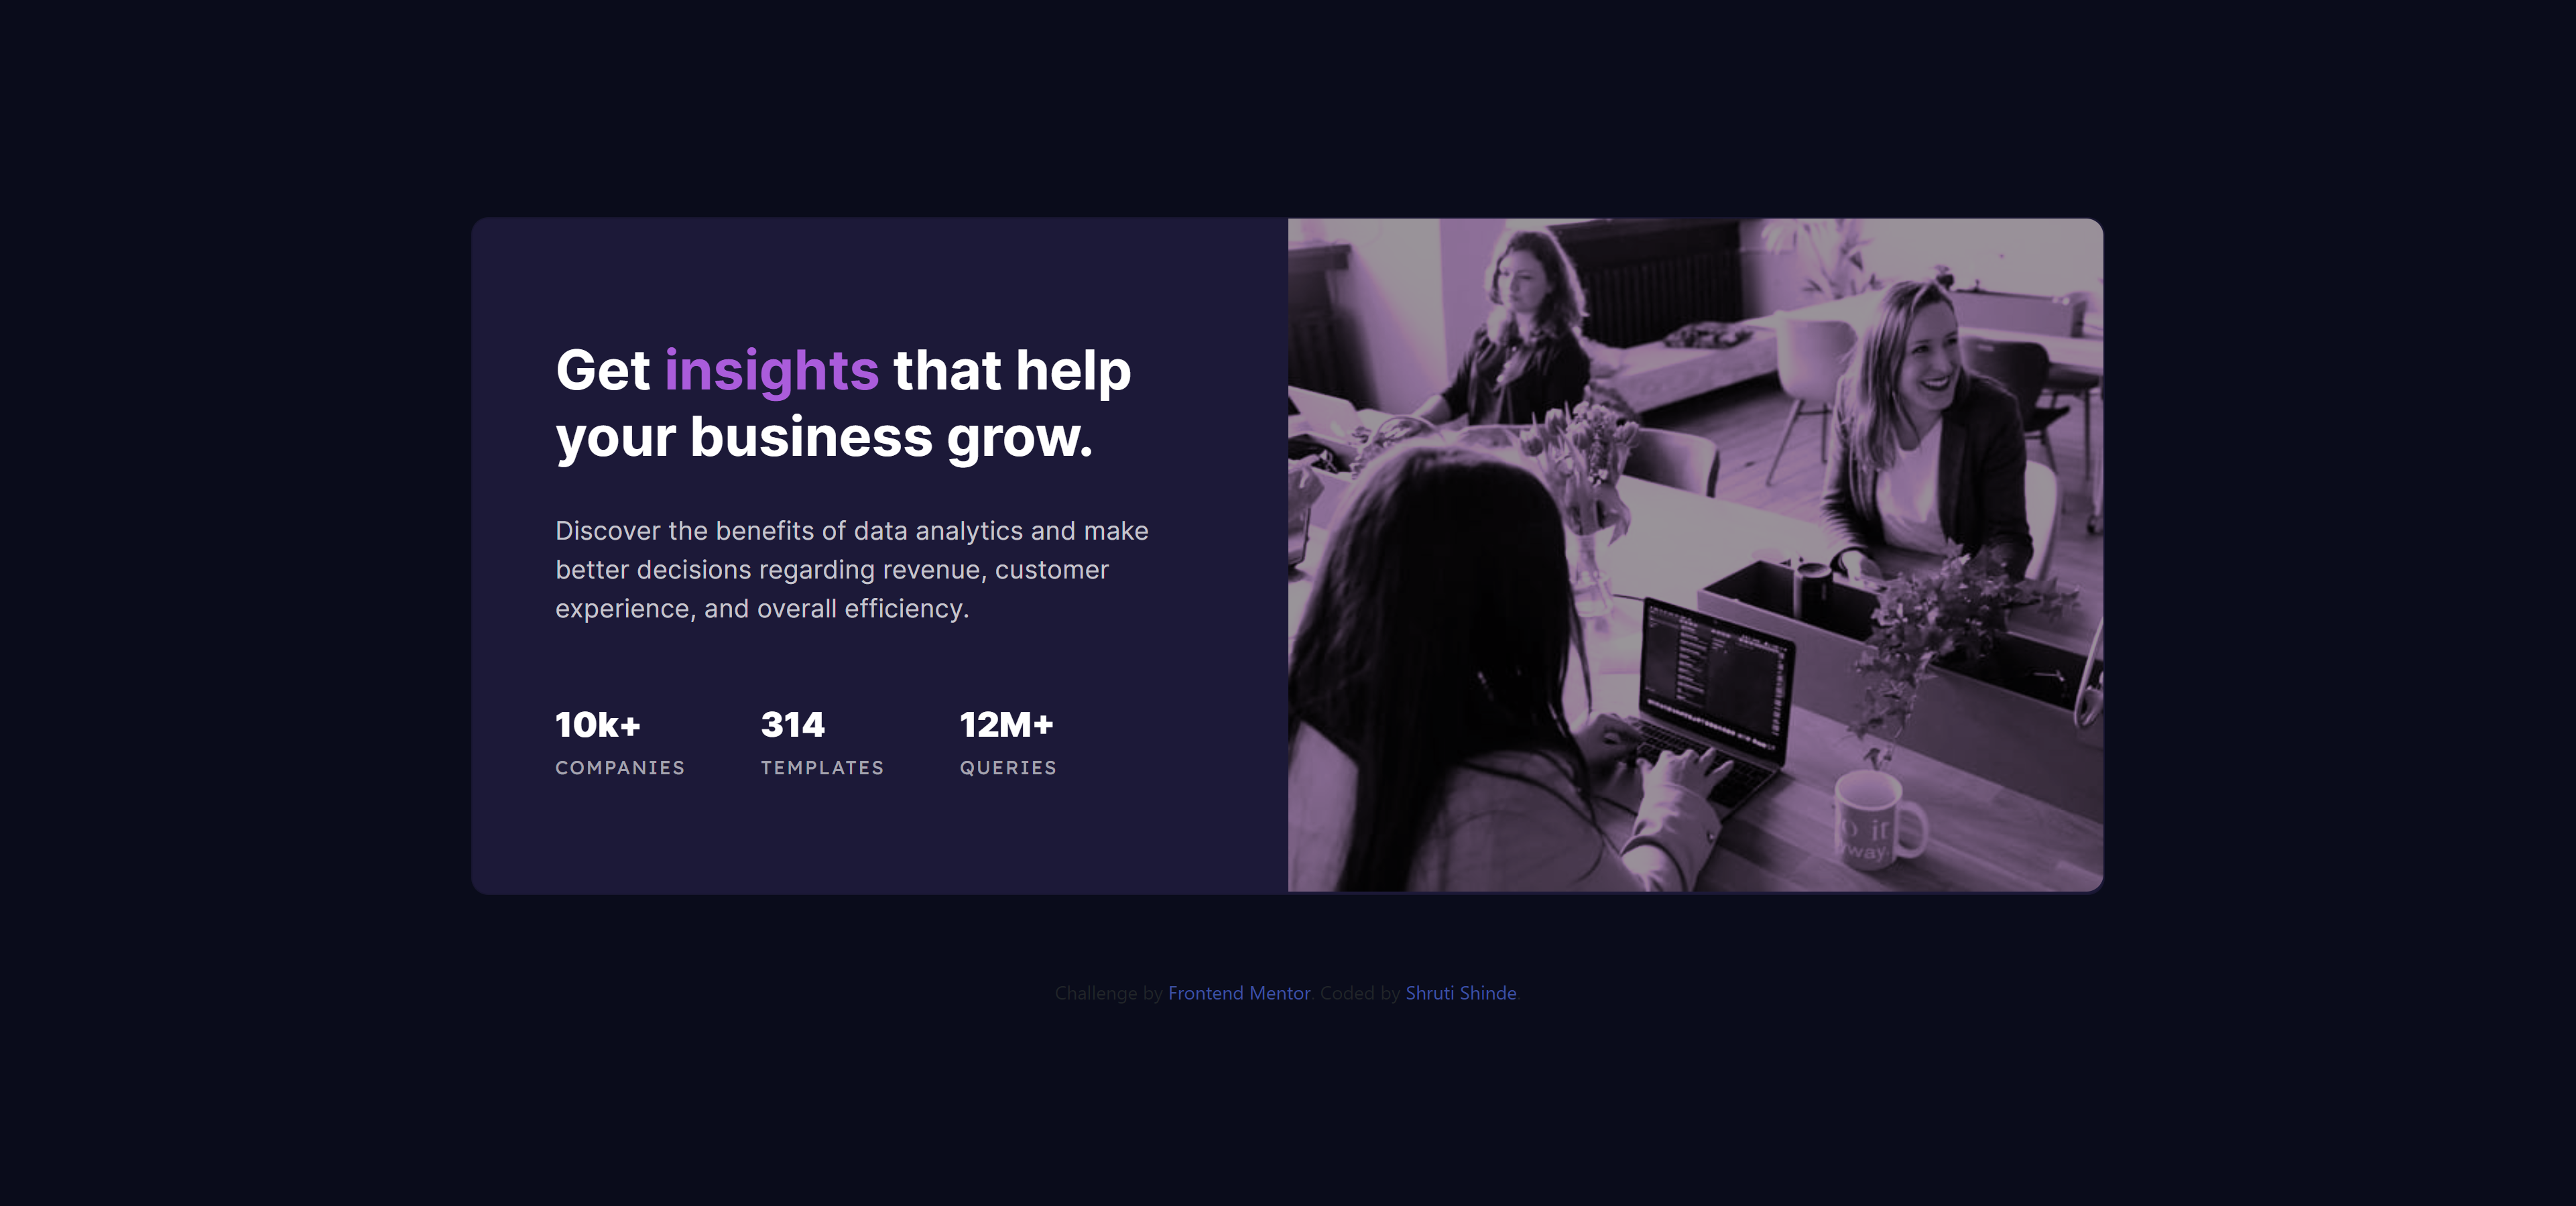 Get insights that help
your business grow.
Discover the benefits of data analytics and make
better decisions regarding revenue, customer
experience, and overall efficiency.
10k+
COMPANIES
314
TEMPLATES
12M+
QUERIES
it
way.
Challenge by Frontend Mentor. Coded by Shruti Shinde.